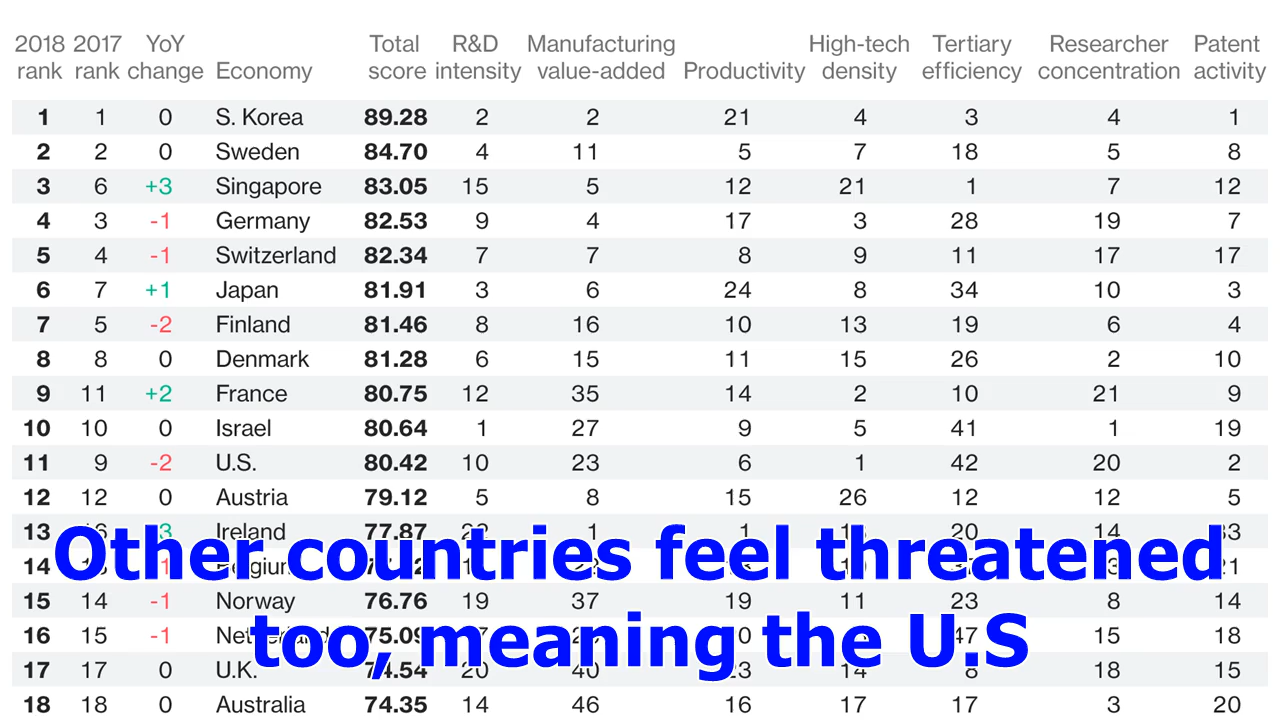 2018 2017 YoY Total R&D Manufacturing High-tech Tertiary Researcher Patent
rank rank change Economy score intensity value-added Productivity density efficiency concentration activity
1 1 0 S. Korea 89.28 2 2 21 4 3 4 1
2 2 0 Sweden 84.70 4 11 5 7 18 5 8
3 6 +3 Singapore 83.05 15 5 12 21 1 7 12
4 3 -1 Germany 82.53 9 4 17 3 28 19 7
5 4 -1 Switzerland 82.34 7 7 8 9 11 17 17
6 7 +1 Japan 81.91 3 6 24 8 34 10 3
7 5 -2 Finland 81.46 8 16 10 13 19 6 4
8 8 0 Denmark 81.28 6 15 11 15 26 2 10
9 11 +2 France 80.75 12 35 14 2 10 21 9
10 10 0 Israel 80.64 1 27 9 5 41 1 19
11 9 -2 U.S. 80.42 10 23 6 1 42 20 2
12 12 0 Austria 79.12 5 8 15 26 12 12 5
13 Ireland 77.87 1 1 20 14
Other countries feel threatened
14 Belgium
15 14 -1 Norway 76.76 19 37 19 11 23 8 14
16 15 -1 Netherlands 75.09 47 15 18
too, meaning the U.S
17 17 0 U.K. 74.54 20 40 23 14 8 18 15
18 18 0 Australia 74.35 14 46 16 17 17 3 20